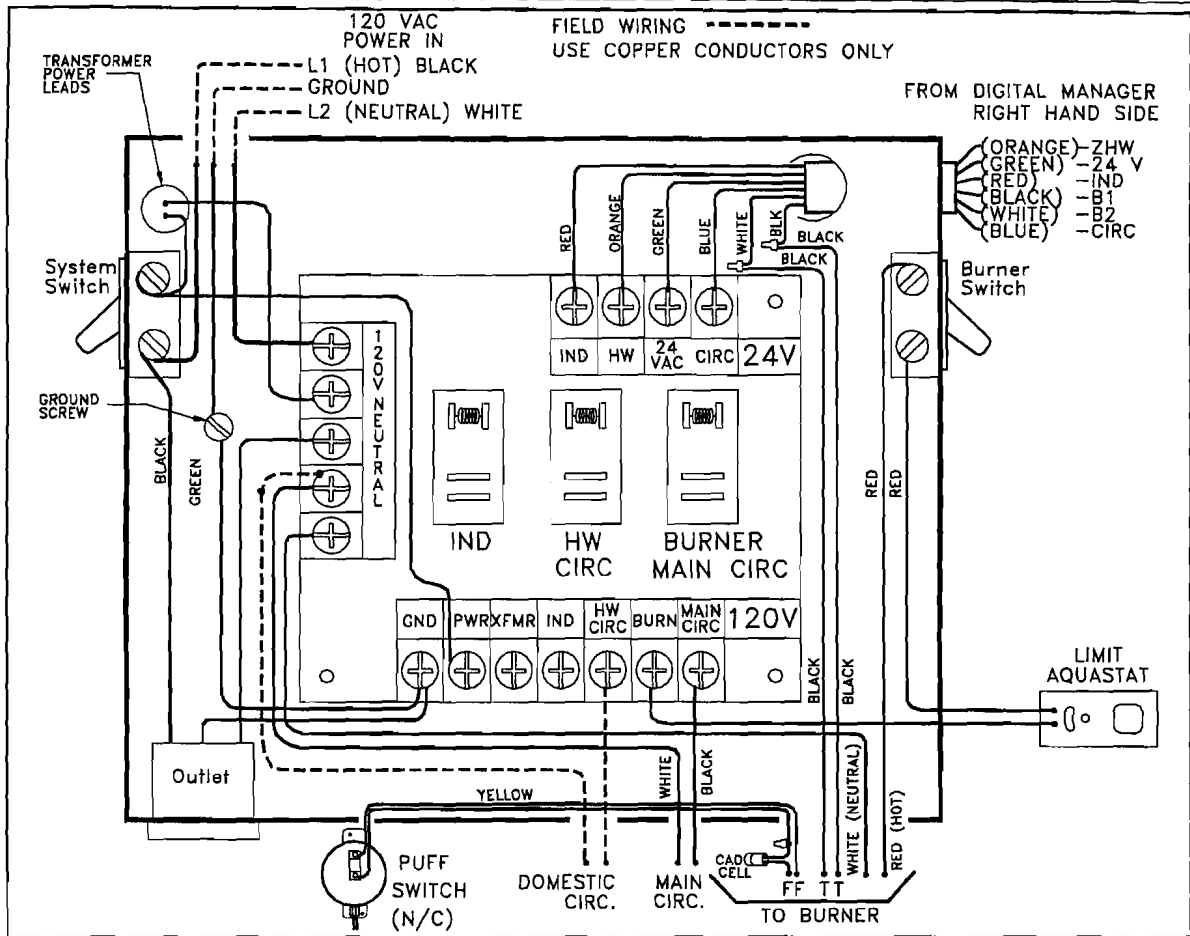 120 VAC
POWER IN
FIELD WIRING
USE COPPER CONDUCTORS ONLY
TRANSFORMER
POWER
LEADS
L1 (HOT) BLACK
GROUND
L2 (NEUTRAL) WHITE
FROM DIGITAL MANAGER
RIGHT HAND SIDE
(ORANGE)-ZHW
(GREEN) -24 V
(RED) -IND
(BLACK) -B1
(WHITE) -B2
(BLUE) -CIRC
RED
ORANGE
GREEN
BLUE
WHITE
BLK
BLACK
BLACK
System
Switch
Burner
Switch
IND
HW
24
VAC
CIRC
24V
120V NEUTRAL
GROUND
SCREW
BLACK
GREEN
RED
RED
IND
HW
CIRC
BURNER
MAIN CIRC
GND
PWR
XFMR
IND
HW
CIRC
BURN
MAIN
CIRC
120V
BLACK
BLACK
LIMIT
AQUASTAT
Outlet
WHITE
BLACK
WHITE (NEUTRAL)
RED (HOT)
YELLOW
PUFF
SWITCH
(N/C)
DOMESTIC
CIRC.
MAIN
CIRC.
CAD
CELL
FF
TT
TO BURNER